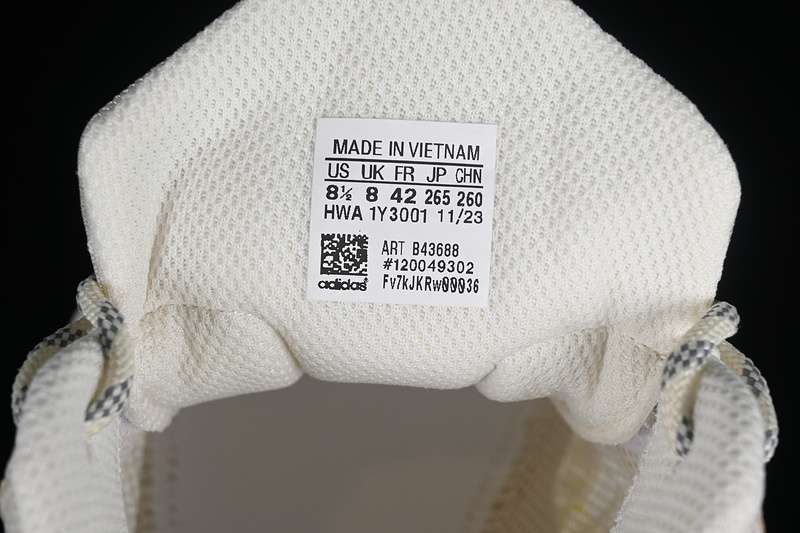 MADE IN VIETNAM
US UK FR JP CHN
8½ 8 42 265 260
HWA 1Y3001 11/23
ART B43688
#120049302
Fv7kJKRw00036
adidas